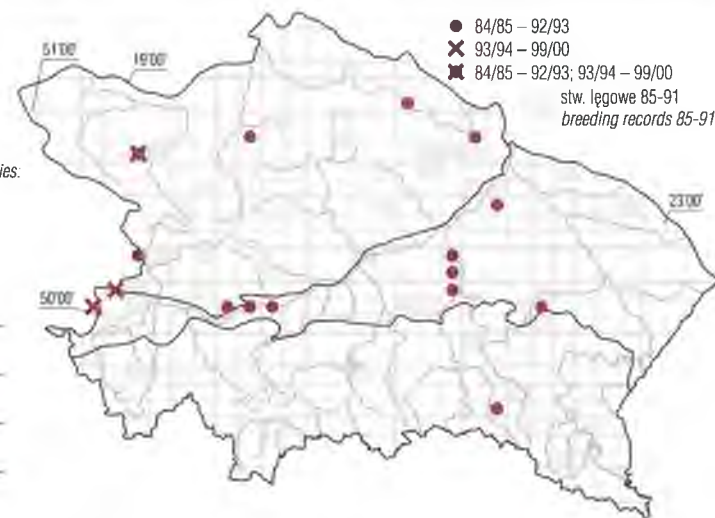 84/85 – 92/93
93/94 – 99/00
84/85 – 92/93; 93/94 – 99/00
stw. lęgowe 85-91
breeding records 85-91
51°00'
19°00'
ies:
23°00'
50°00'